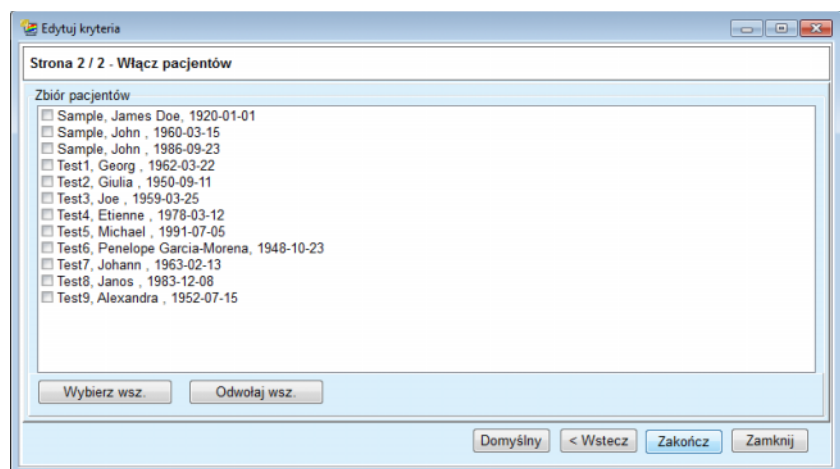 Edytuj kryteria
Strona 2 / 2 - Włącz pacjentów
Zbiór pacjentów
Sample, James Doe, 1920-01-01
Sample, John , 1960-03-15
Sample, John , 1986-09-23
Test1, Georg , 1962-03-22
Test2, Giulia , 1950-09-11
Test3, Joe , 1959-03-25
Test4, Etienne , 1978-03-12
Test5, Michael , 1991-07-05
Test6, Penelope Garcia-Morena, 1948-10-23
Test7, Johann , 1963-02-13
Test8, Janos , 1983-12-08
Test9, Alexandra , 1952-07-15
Wybierz wsz. Odwołaj wsz.
Domyślny < Wstecz Zakończ Zamknij